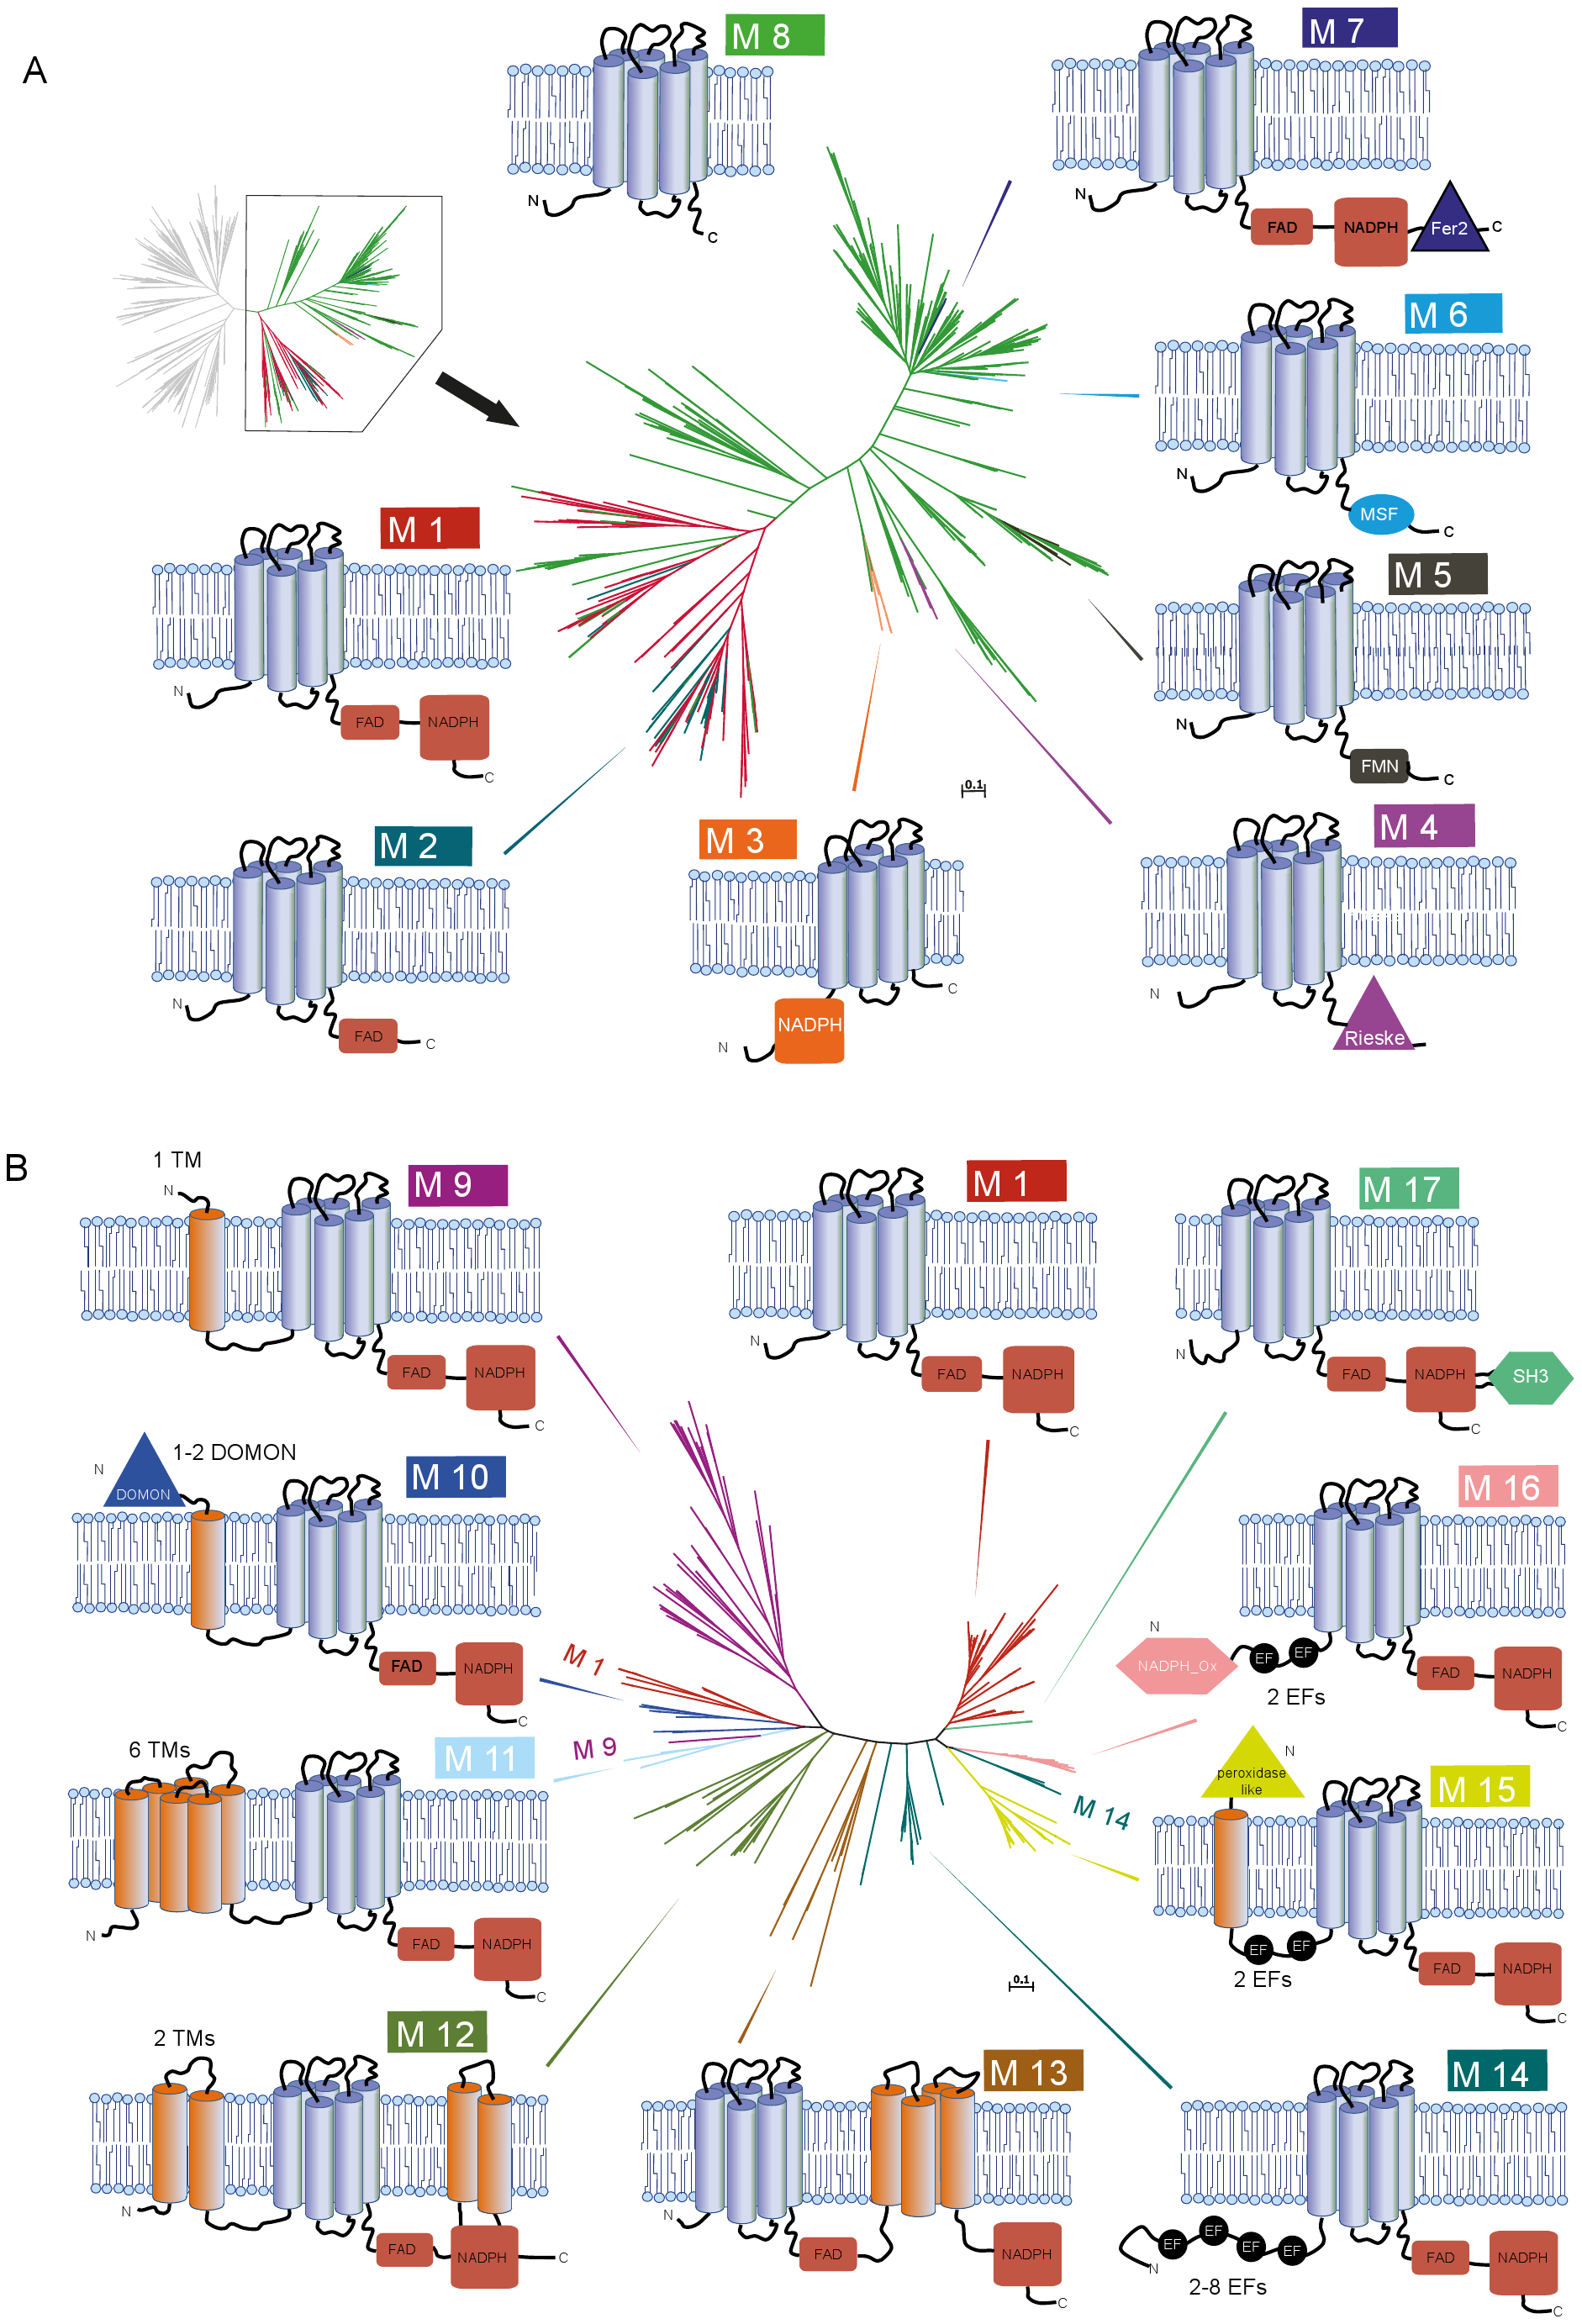 A
M 8
N
C
M 7
N
FAD
NADPH
Fer2
C
M 6
N
MSF
C
M 1
N
FAD
NADPH
C
M 5
N
FMN
C
0.1
M 2
N
FAD
C
M 3
N
NADPH
C
M 4
N
Rieske
B
1 TM
N
M 9
FAD
NADPH
C
M 1
N
FAD
NADPH
C
M 17
N
FAD
NADPH
SH3
C
N
DOMON
1-2 DOMON
M 10
FAD
NADPH
C
M 16
N
NADPH_Ox
EF
EF
2 EFs
FAD
NADPH
C
M 1
M 9
M 14
6 TMs
M 11
N
FAD
NADPH
C
peroxidase
like
N
M 15
EF
EF
2 EFs
FAD
NADPH
C
0.1
2 TMs
M 12
N
FAD
NADPH
C
M 13
N
FAD
NADPH
C
M 14
N
EF
EF
EF
EF
2-8 EFs
FAD
NADPH
C